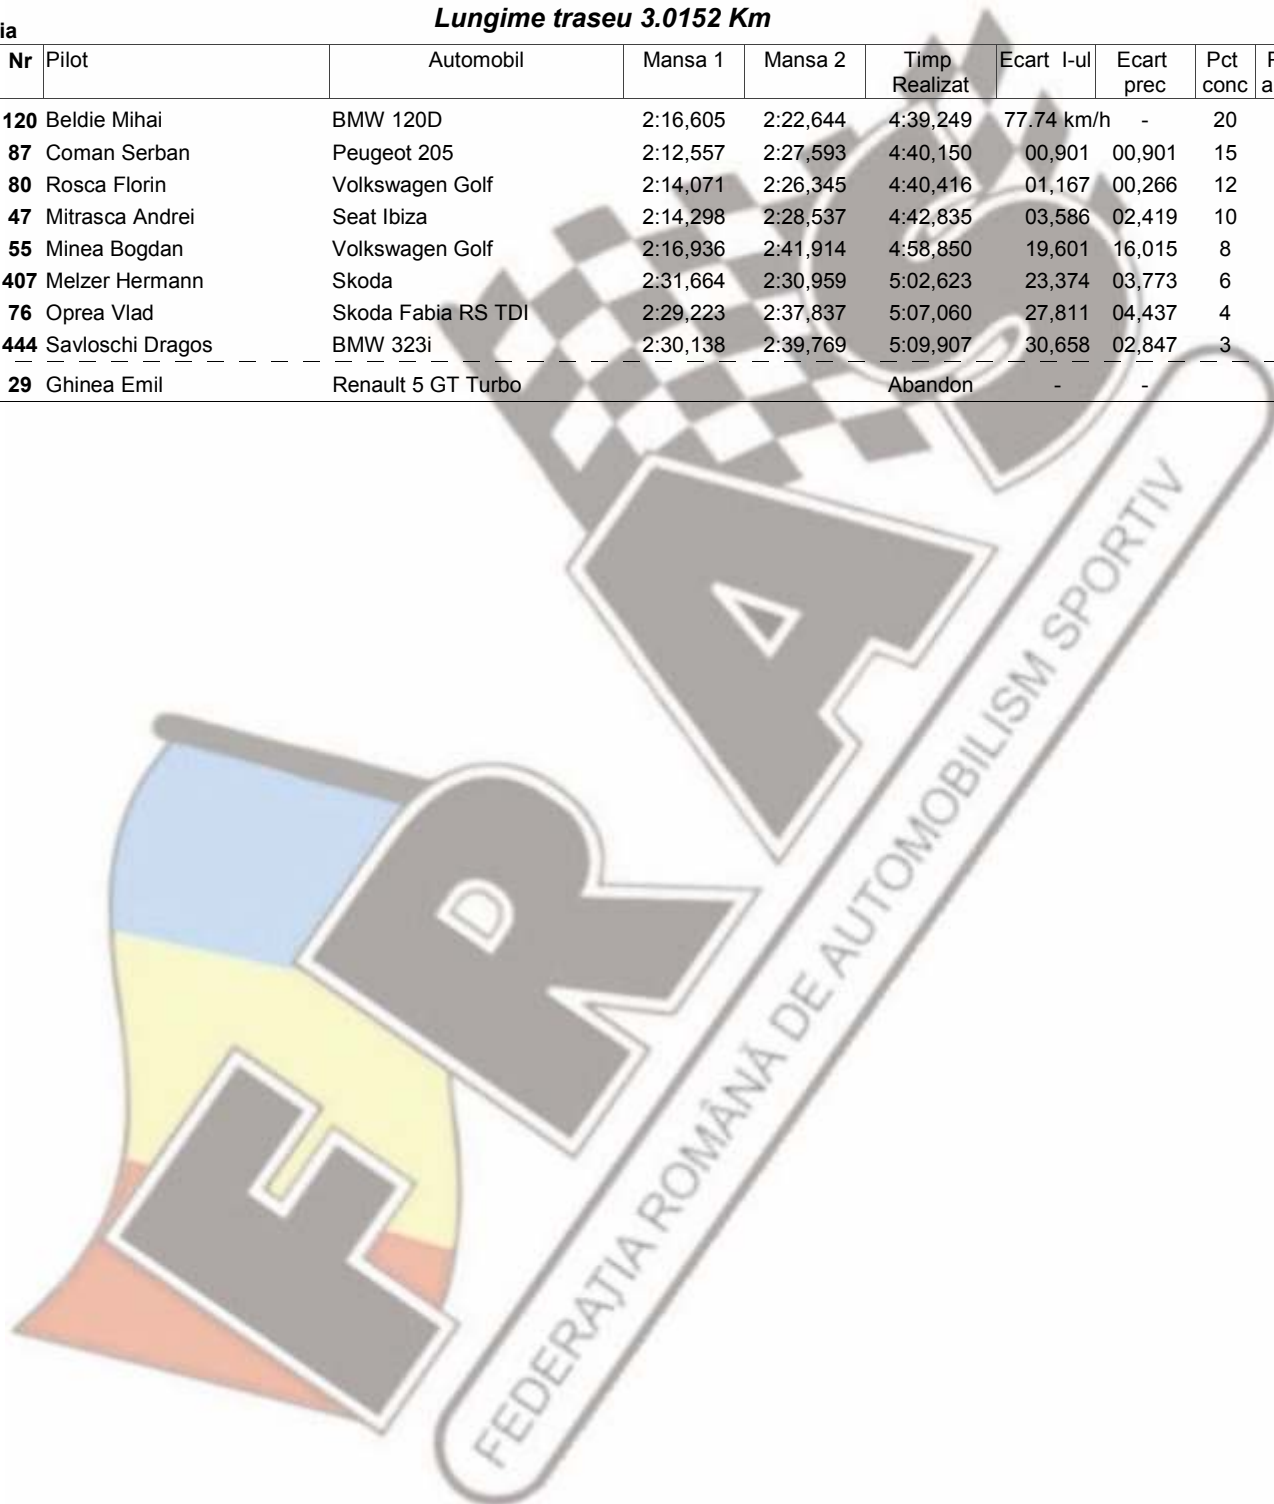 Lungime traseu 3.0152 Km
ia
Nr Pilot Automobil Mansa 1 Mansa 2 Timp Realizat Ecart I-ul Ecart prec Pct conc
120 Beldie Mihai BMW 120D 2:16,605 2:22,644 4:39,249 77.74 km/h - 20
87 Coman Serban Peugeot 205 2:12,557 2:27,593 4:40,150 00,901 00,901 15
80 Rosca Florin Volkswagen Golf 2:14,071 2:26,345 4:40,416 01,167 00,266 12
47 Mitrasca Andrei Seat Ibiza 2:14,298 2:28,537 4:42,835 03,586 02,419 10
55 Minea Bogdan Volkswagen Golf 2:16,936 2:41,914 4:58,850 19,601 16,015 8
407 Melzer Hermann Skoda 2:31,664 2:30,959 5:02,623 23,374 03,773 6
76 Oprea Vlad Skoda Fabia RS TDI 2:29,223 2:37,837 5:07,060 27,811 04,437 4
444 Savloschi Dragos BMW 323i 2:30,138 2:39,769 5:09,907 30,658 02,847 3
29 Ghinea Emil Renault 5 GT Turbo Abandon - -
FRAS
FEDERAȚIA ROMÂNĂ DE AUTOMOBILISM SPORTIV